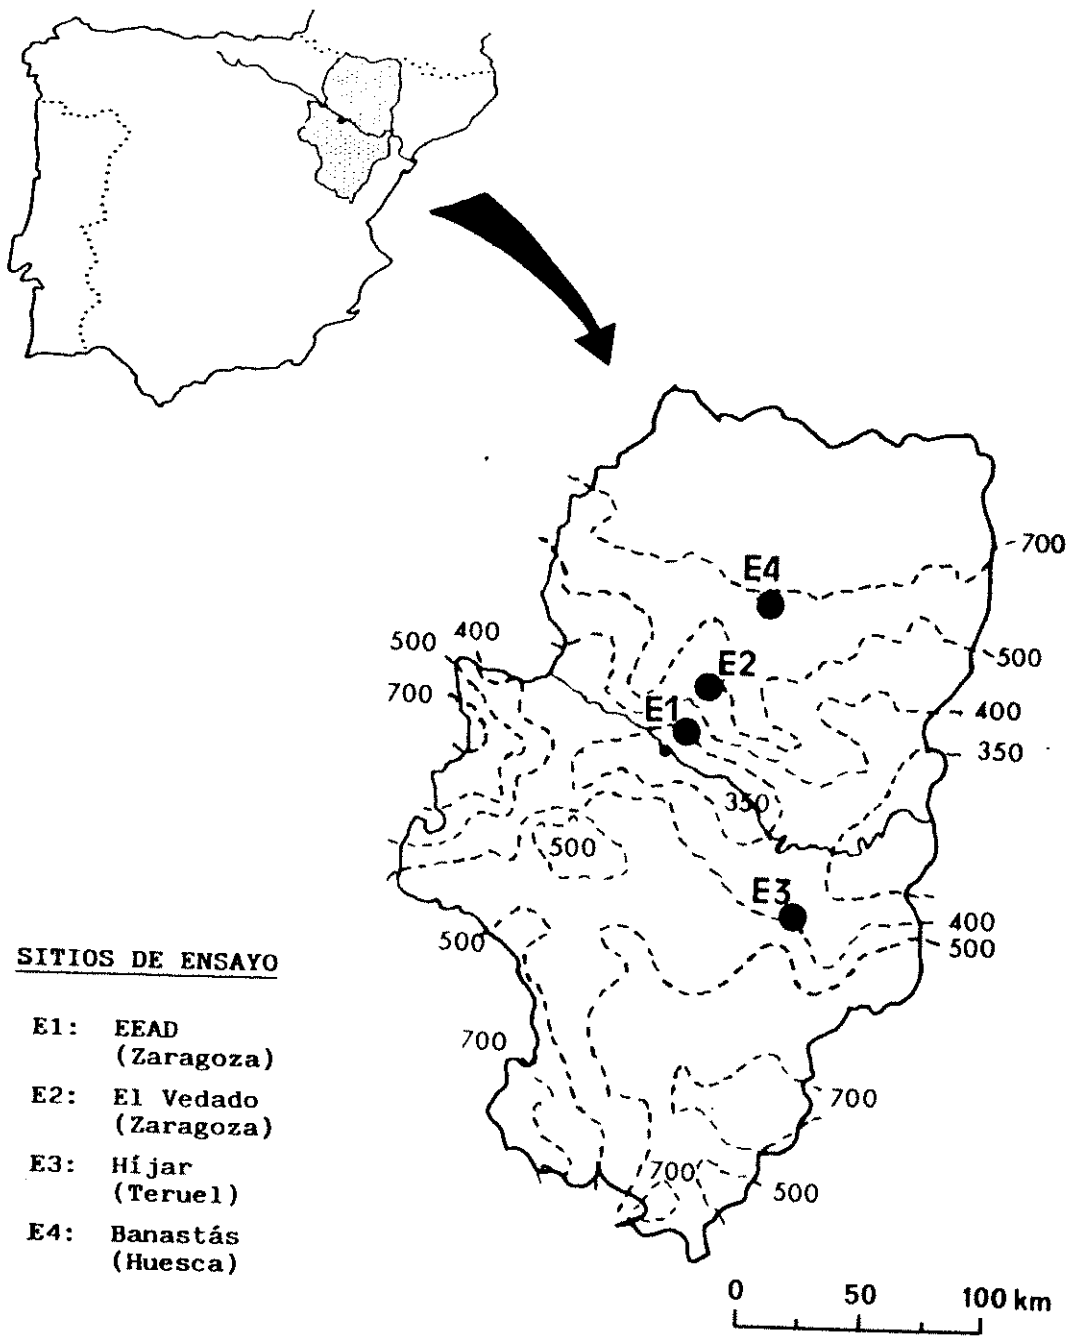 700
E4
500
400
500
E2
700
E1
400
350
350
500
E3
400
500
500
SITIOS DE ENSAYO
E1: EEAD
(Zaragoza)
700
E2: El Vedado
(Zaragoza)
700
E3: Híjar
(Teruel)
700
500
E4: Banastás
(Huesca)
0 50 100 km